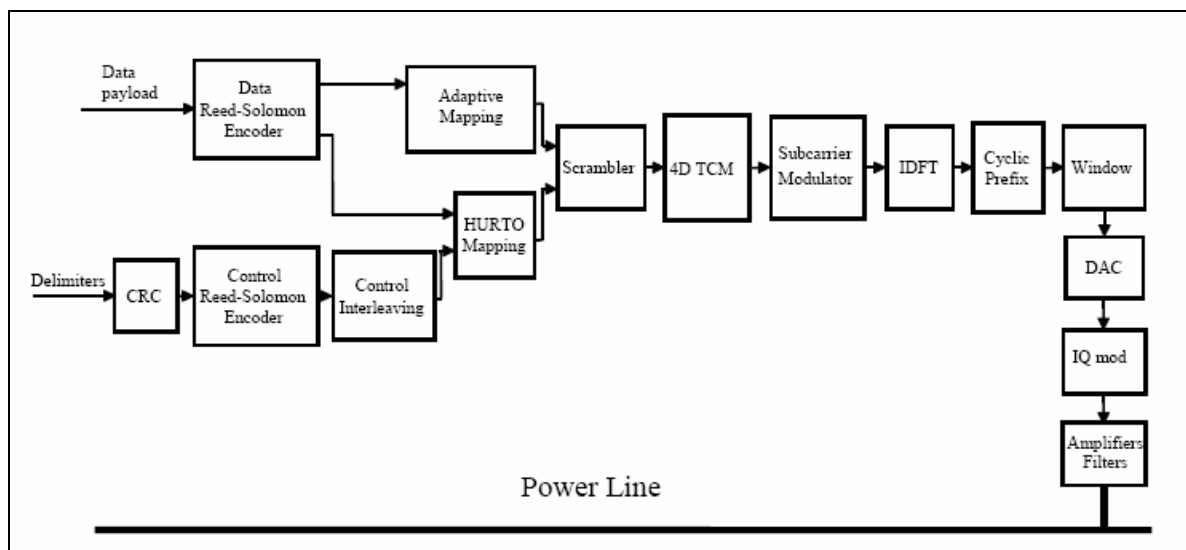 Data
payload
Data
Reed-Solomon
Encoder
Adaptive
Mapping
Scrambler
4D TCM
Subcarrier
Modulator
IDFT
Cyclic
Prefix
Window
HURTO
Mapping
Delimiters
CRC
Control
Reed-Solomon
Encoder
Control
Interleaving
DAC
IQ mod
Amplifiers
Filters
Power Line